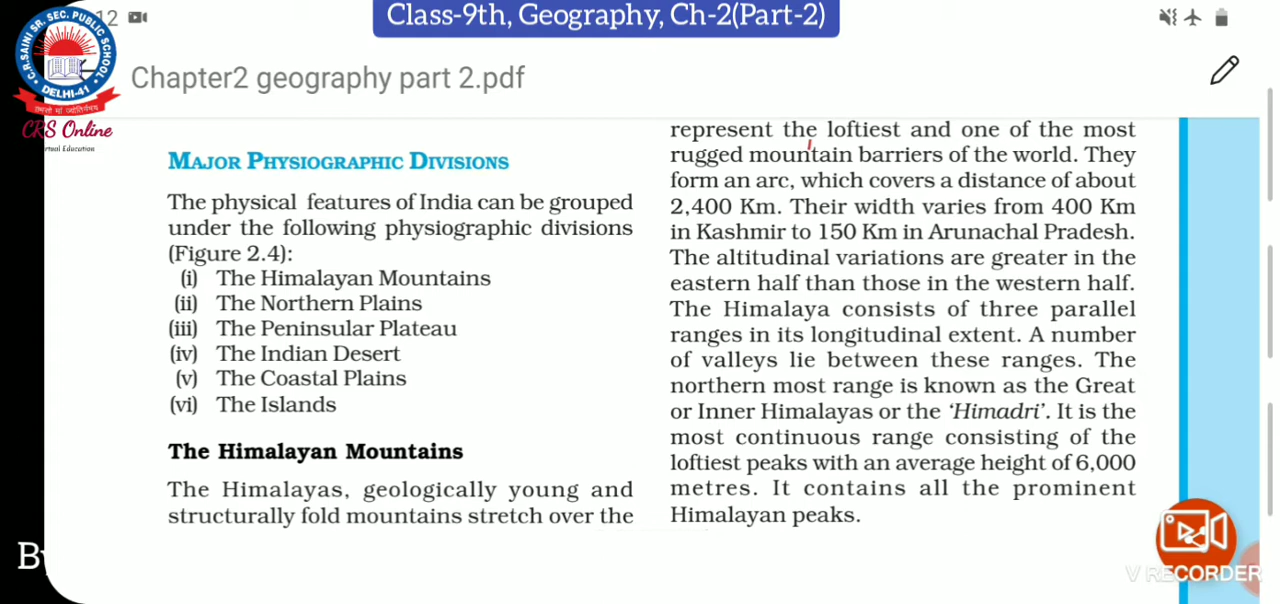 Class-9th, Geography, Ch-2(Part-2)
12
C.R.SAINI SR. SEC. PUBLIC SCHOOL
DELHI-41
CRS Online
Chapter2 geography part 2.pdf
MAJOR PHYSIOGRAPHIC DIVISIONS
The physical features of India can be grouped
under the following physiographic divisions
(Figure 2.4):
(i) The Himalayan Mountains
(ii) The Northern Plains
(iii) The Peninsular Plateau
(iv) The Indian Desert
(v) The Coastal Plains
(vi) The Islands
The Himalayan Mountains
The Himalayas, geologically young and
structurally fold mountains stretch over the
represent the loftiest and one of the most
rugged mountain barriers of the world. They
form an arc, which covers a distance of about
2,400 Km. Their width varies from 400 Km
in Kashmir to 150 Km in Arunachal Pradesh.
The altitudinal variations are greater in the
eastern half than those in the western half.
The Himalaya consists of three parallel
ranges in its longitudinal extent. A number
of valleys lie between these ranges. The
northern most range is known as the Great
or Inner Himalayas or the ‘Himadri’. It is the
most continuous range consisting of the
loftiest peaks with an average height of 6,000
metres. It contains all the prominent
Himalayan peaks.
V RECORDER